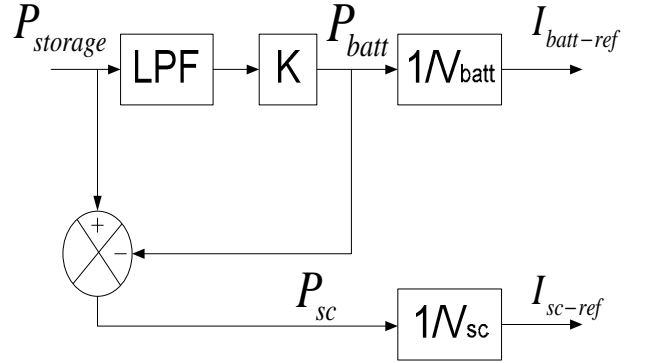 P_storage
LPF
K
P_batt
1/V_batt
I_batt-ref
+
−
P_sc
1/V_sc
I_sc-ref